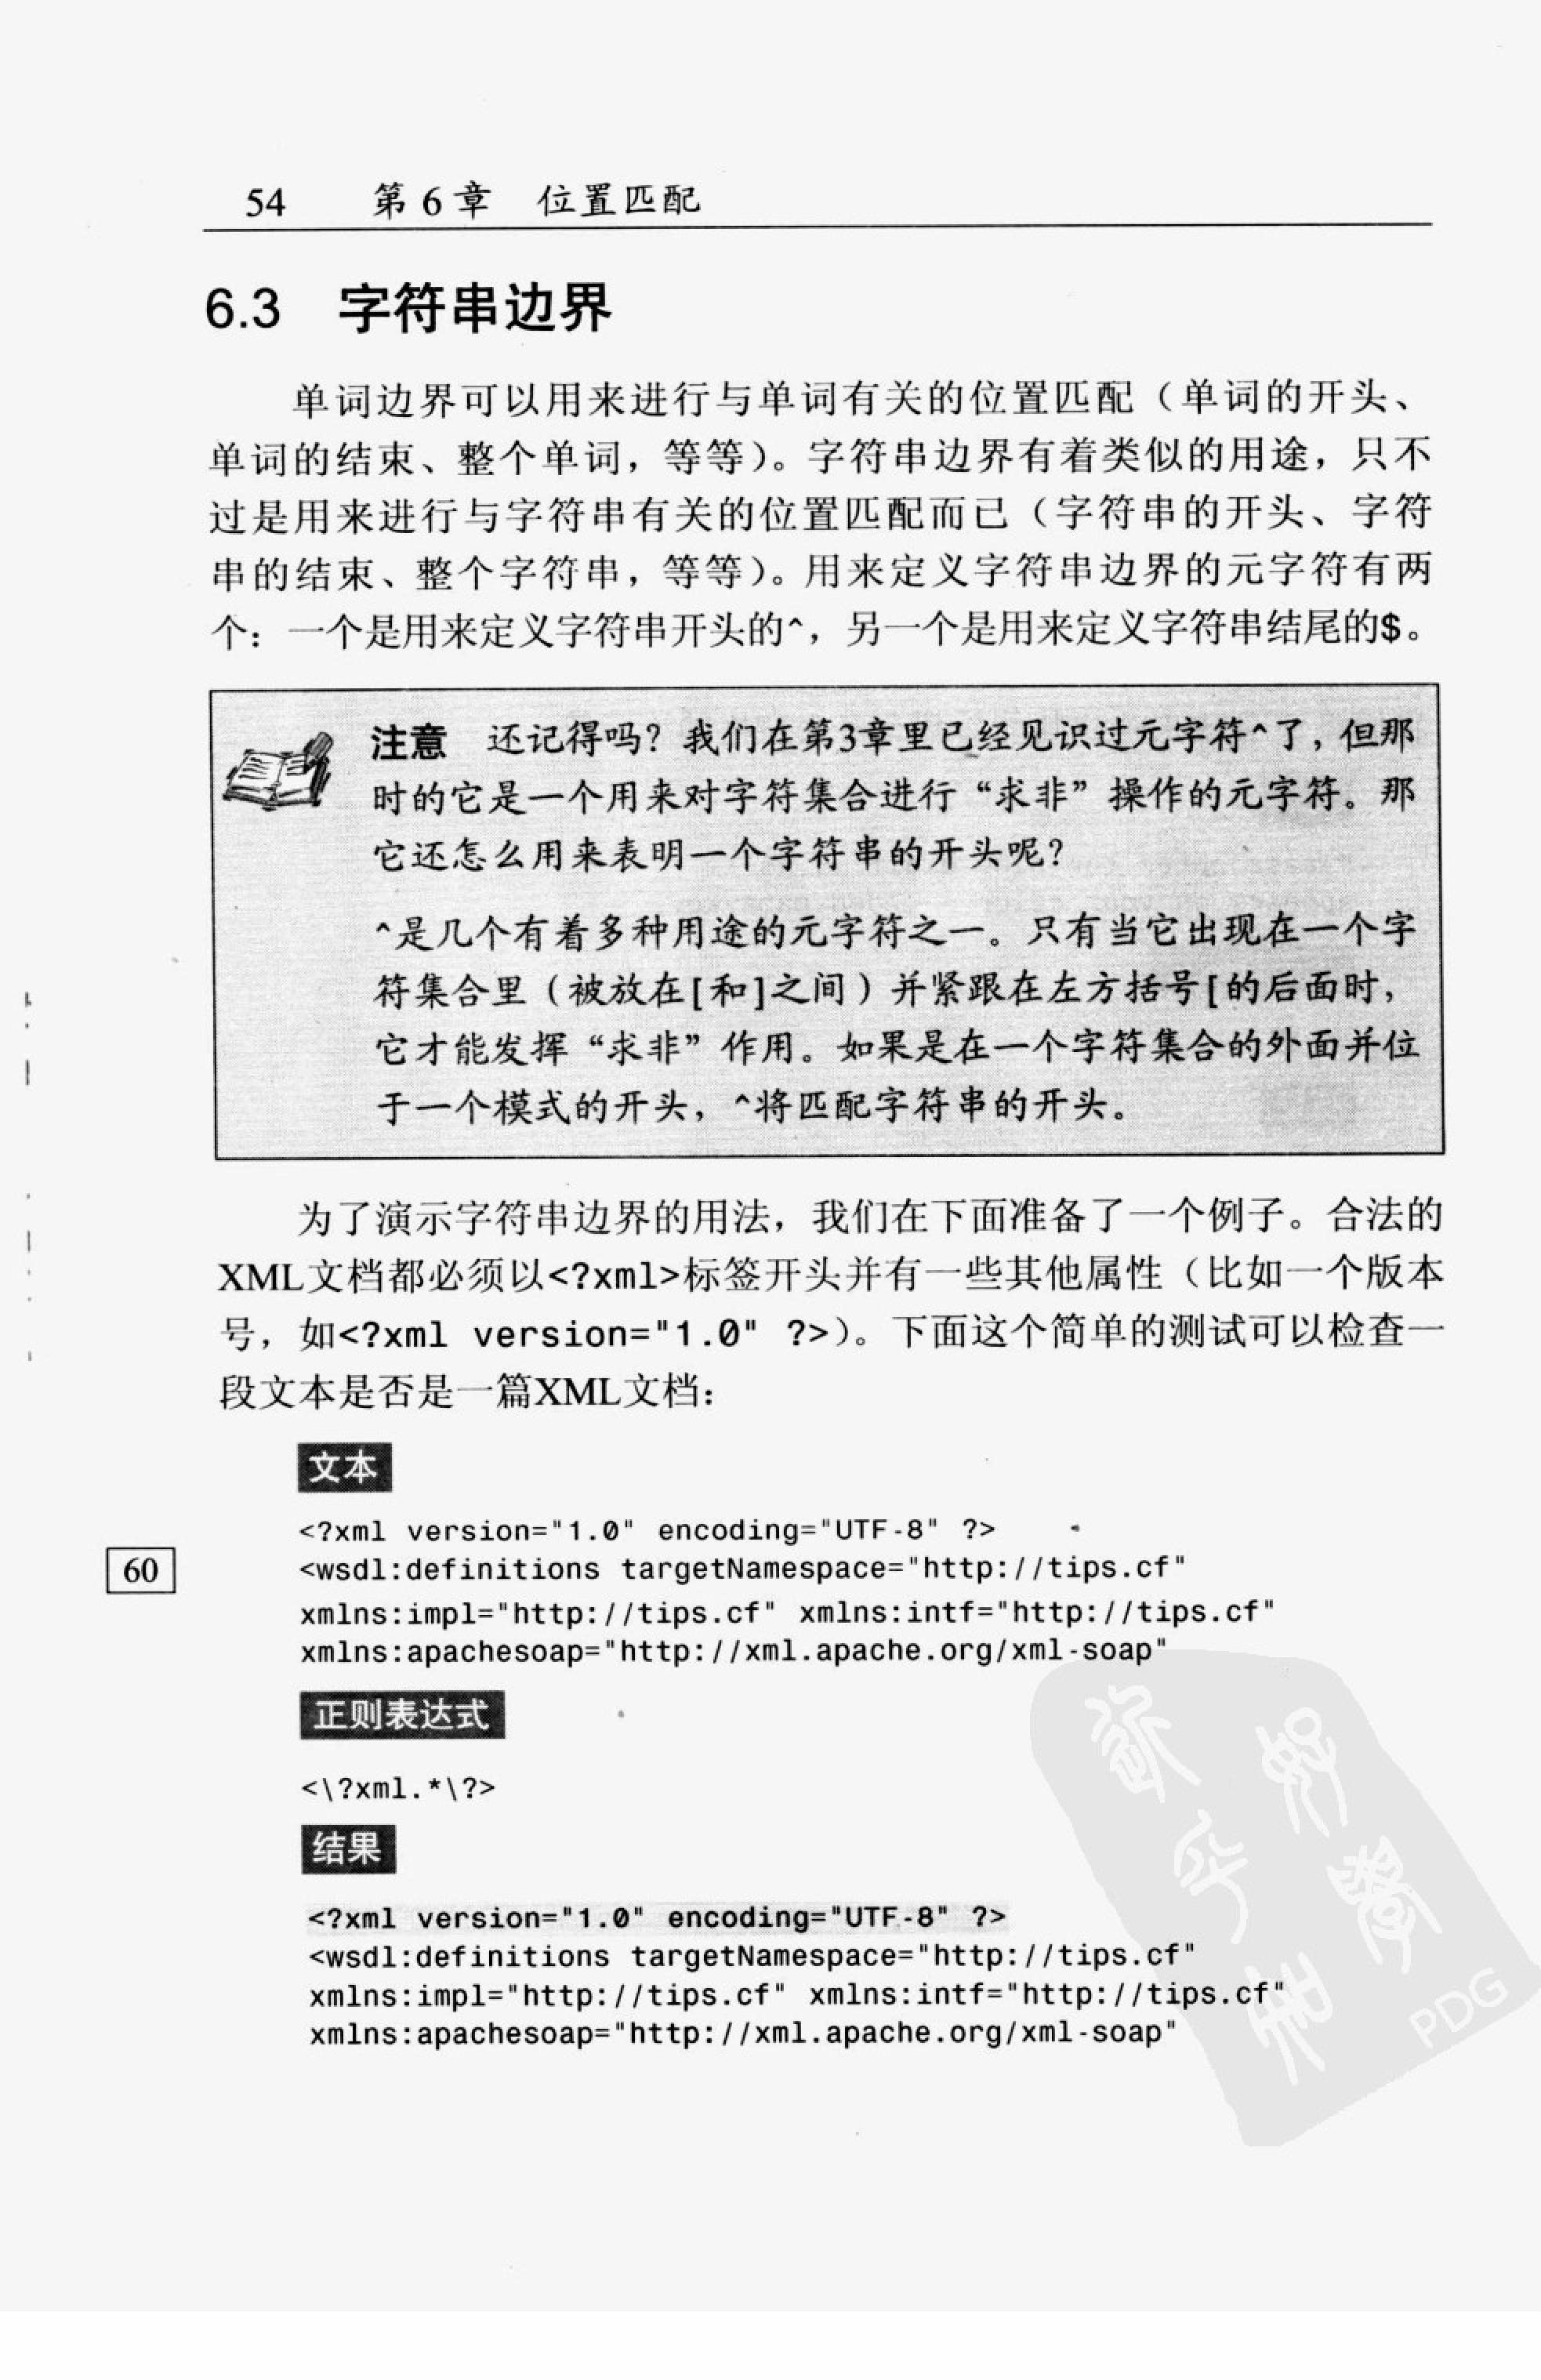 54 第6章 位置匹配
6.3 字符串边界
单词边界可以用来进行与单词有关的位置匹配（单词的开头、
单词的结束、整个单词，等等）。字符串边界有着类似的用途，只不
过是用来进行与字符串有关的位置匹配而已（字符串的开头、字符
串的结束、整个字符串，等等）。用来定义字符串边界的元字符有两
个：一个是用来定义字符串开头的^，另一个是用来定义字符串结尾的$。
注意 还记得吗？我们在第3章里已经见识过元字符^了，但那
时的它是一个用来对字符集合进行“求非”操作的元字符。那
它还怎么用来表明一个字符串的开头呢？
^是几个有着多种用途的元字符之一。只有当它出现在一个字
符集合里（被放在[和]之间）并紧跟在左方括号[的后面时，
它才能发挥“求非”作用。如果是在一个字符集合的外面并位
于一个模式的开头，^将匹配字符串的开头。
为了演示字符串边界的用法，我们在下面准备了一个例子。合法的
XML文档都必须以<?xml>标签开头并有一些其他属性（比如一个版本
号，如<?xml version="1.0" ?>）。下面这个简单的测试可以检查一
段文本是否是一篇XML文档：
文本
<?xml version="1.0" encoding="UTF-8" ?>
60
<wsdl:definitions targetNamespace="http://tips.cf"
xmlns:impl="http://tips.cf" xmlns:intf="http://tips.cf"
xmlns:apachesoap="http://xml.apache.org/xml-soap"
正则表达式
<\?xml.*\?>
结果
<?xml version="1.0" encoding="UTF-8" ?>
<wsdl:definitions targetNamespace="http://tips.cf"
xmlns:impl="http://tips.cf" xmlns:intf="http://tips.cf"
xmlns:apachesoap="http://xml.apache.org/xml-soap"
PDG